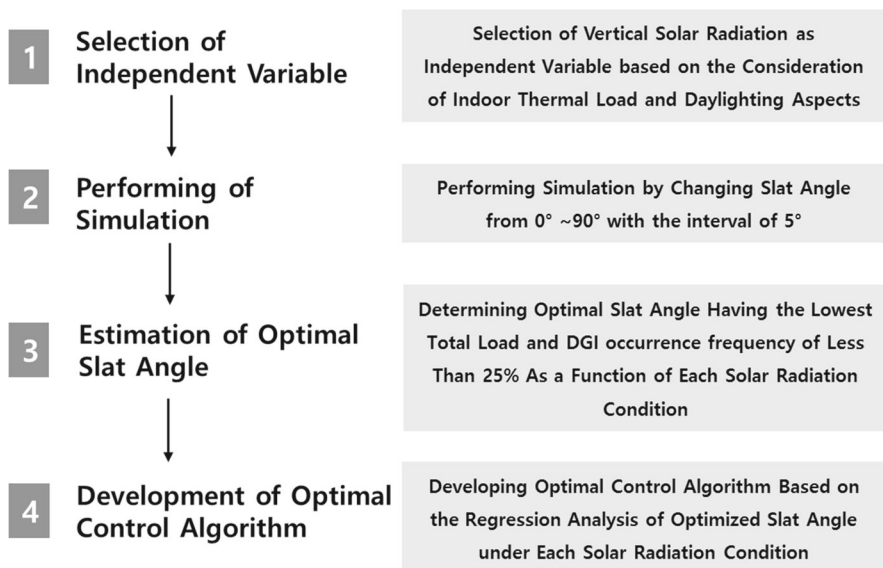 1
Selection of
Independent Variable
Selection of Vertical Solar Radiation as
Independent Variable based on the Consideration
of Indoor Thermal Load and Daylighting Aspects
2
Performing of
Simulation
Performing Simulation by Changing Slat Angle
from 0° ~90° with the interval of 5°
3
Estimation of Optimal
Slat Angle
Determining Optimal Slat Angle Having the Lowest
Total Load and DGI occurrence frequency of Less
Than 25% As a Function of Each Solar Radiation
Condition
4
Development of Optimal
Control Algorithm
Developing Optimal Control Algorithm Based on
the Regression Analysis of Optimized Slat Angle
under Each Solar Radiation Condition